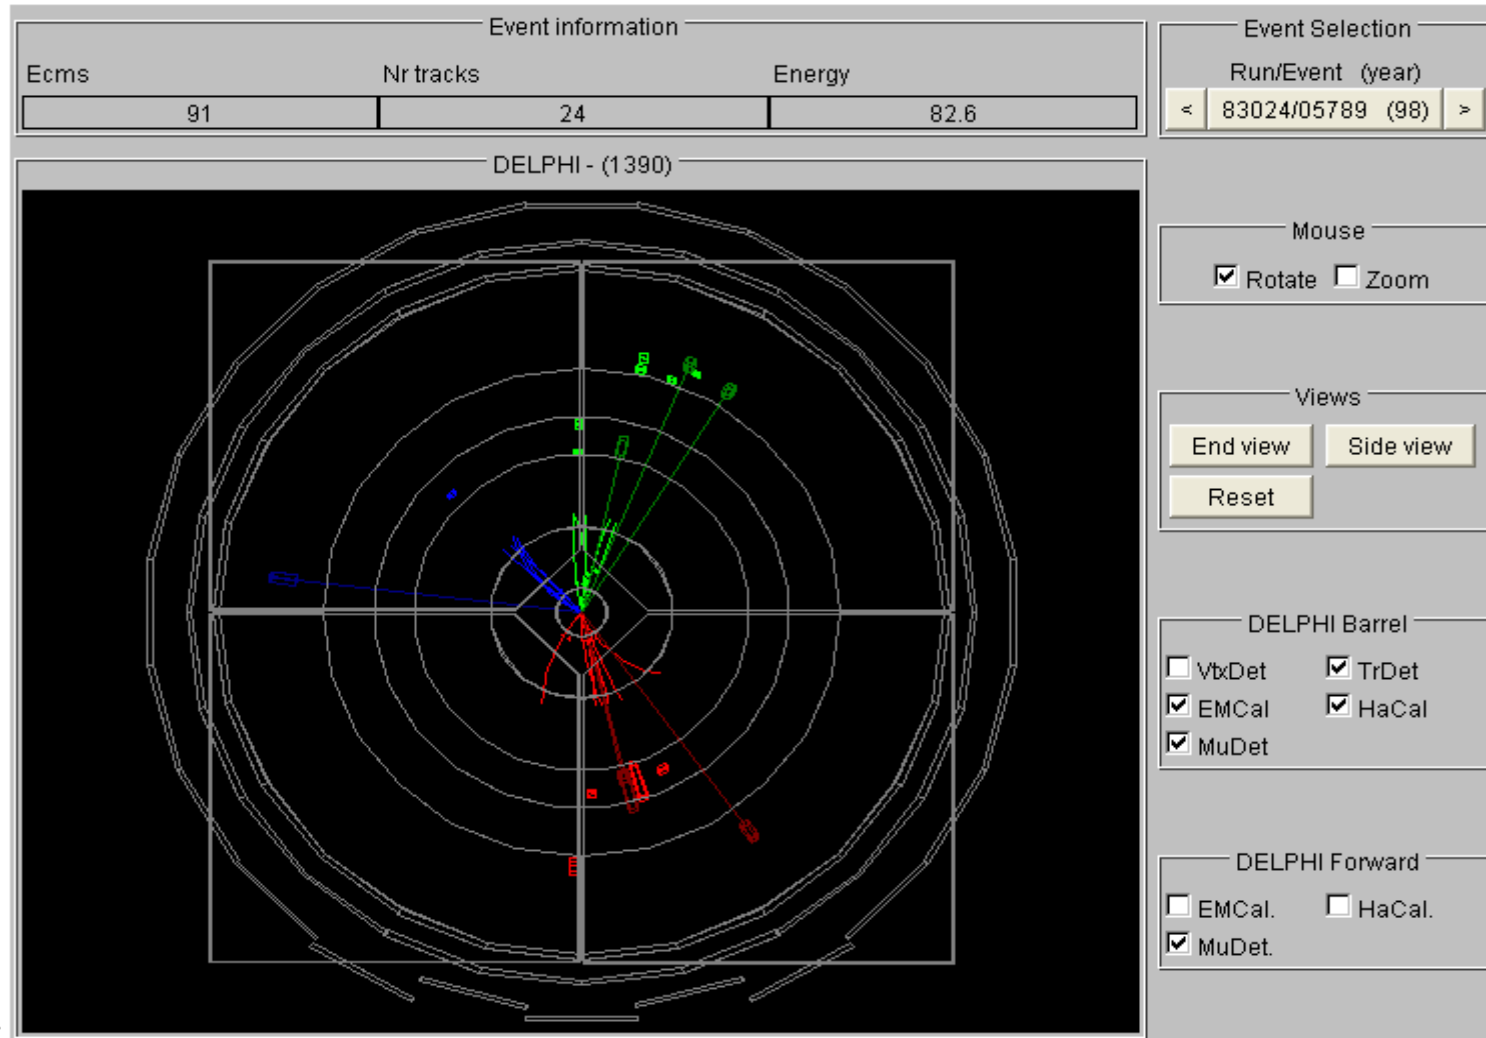 Event information
Ecms Nr tracks Energy
91 24 82.6
DELPHI - (1390)
Event Selection
Run/Event (year)
< 83024/05789 (98) >
Mouse
Rotate Zoom
Views
End view Side view
Reset
DELPHI Barrel
VtxDet TrDet
EMCal HaCal
MuDet
DELPHI Forward
EMCal. HaCal.
MuDet.